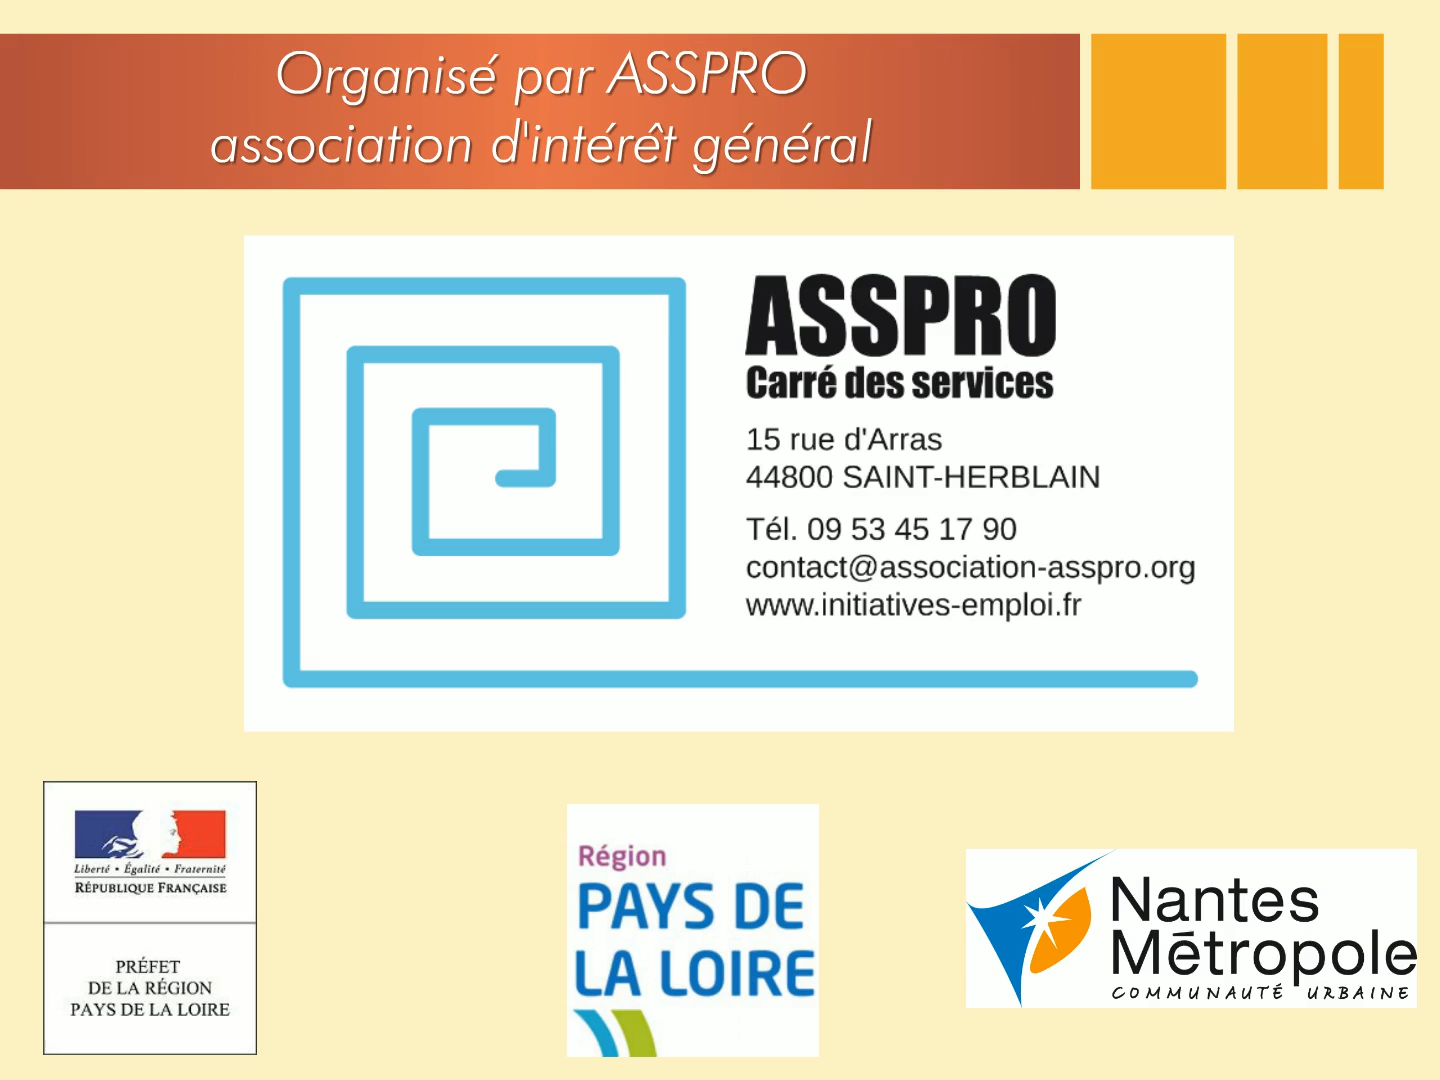 Organisé par ASSPRO
association d'intérêt général
ASSPRO
Carré des services
15 rue d'Arras
44800 SAINT-HERBLAIN
Tél. 09 53 45 17 90
contact@association-asspro.org
www.initiatives-emploi.fr
Liberté • Égalité • Fraternité
RÉPUBLIQUE FRANÇAISE
PRÉFET
DE LA RÉGION
PAYS DE LA LOIRE
Région
PAYS DE
LA LOIRE
Nantes
Métropole
COMMUNAUTÉ URBAINE